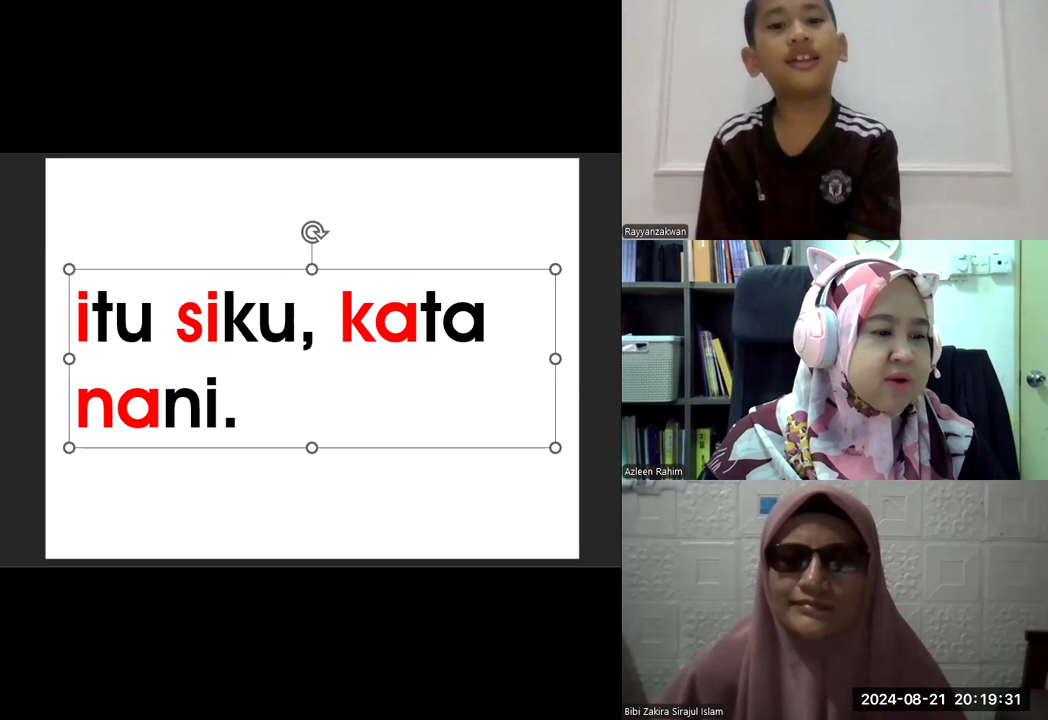 itu siku, kata
nani.
Rayyanzakwan
Azleen Rahim
Bibi Zakira Sirajul Islam
2024-08-21 20:19:31